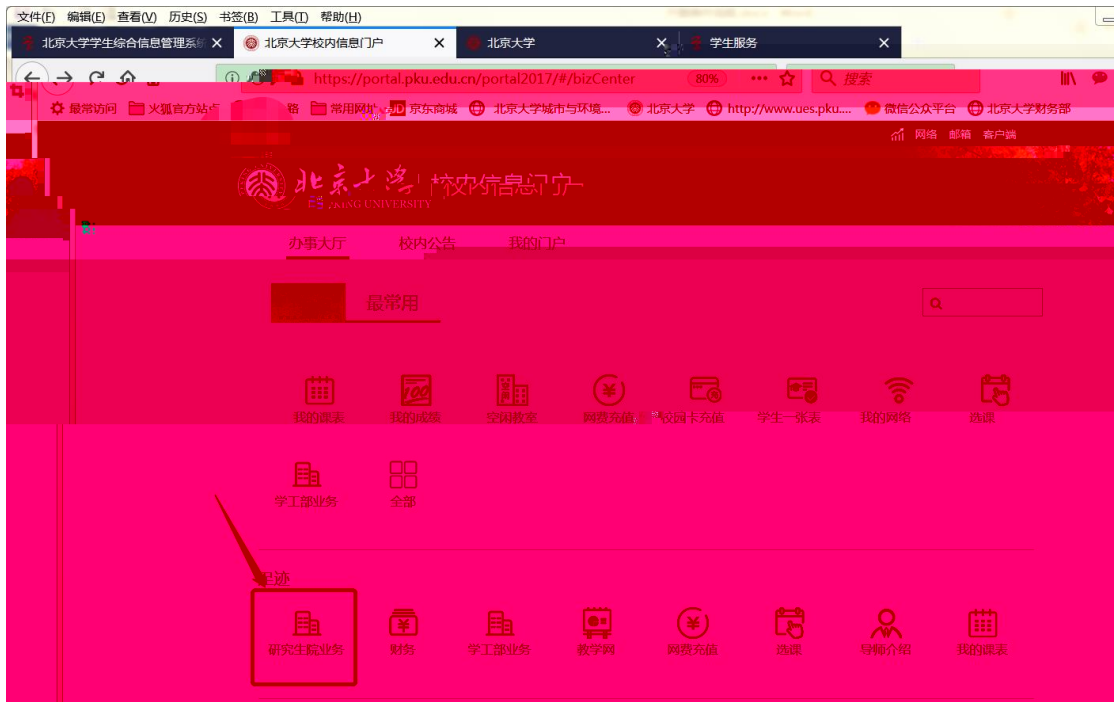 文件(F) 编辑(E) 查看(V) 历史(S) 书签(B) 工具(T) 帮助(H)
北京大学学生综合信息管理系统 北京大学校内信息门户 北京大学 学生服务
https://portal.pku.edu.cn/portal2017/#/bizCenter 80% 搜索
最常访问 火狐官方站点 常用网址 JD 京东商城 北京大学城市与环境... 北京大学 http://www.ues.pku.... 微信公众平台 北京大学财务部
网络 邮箱 客户端
北京大学 校内信息门户
PEKING UNIVERSITY
办事大厅 校内公告 我的门户
最常用
我的课表 我的成绩 空闲教室 网费充值 校园卡充值 学生一张表 我的网络 选课
学工部业务 全部
足迹
研究生院业务 财务 学工部业务 教学网 网费充值 选课 导师介绍 我的课表